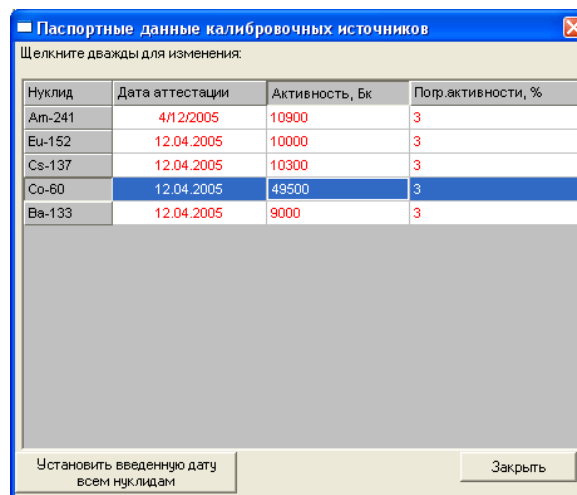 Паспортные данные калибровочных источников
Щелкните дважды для изменения:
Нуклид Дата аттестации Активность, Бк Погр.активности, %
Am-241 4/12/2005 10900 3
Eu-152 12.04.2005 10000 3
Cs-137 12.04.2005 10300 3
Co-60 12.04.2005 49500 3
Ba-133 12.04.2005 9000 3
Установить введенную дату
всем нуклидам
Закрыть